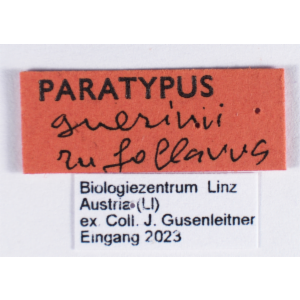 PARATYPUS
guerinii
rufoflavus
Biologiezentrum Linz
Austria (LI)
ex. Coll. J. Gusenleitner
Eingang 2023